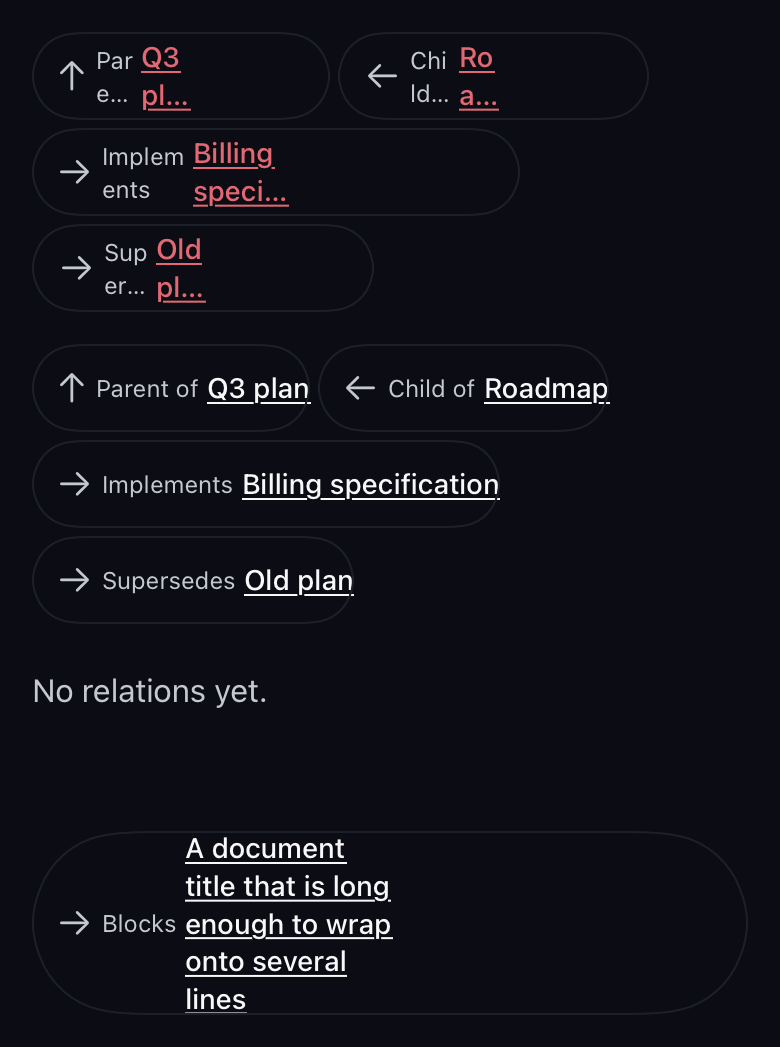 Par Q3
e... pl...
Chi Ro
ld... a...
Implem Billing
ents speci...
Sup Old
er... pl...
Parent of Q3 plan
Child of Roadmap
Implements Billing specification
Supersedes Old plan
No relations yet.
A document
title that is long
Blocks enough to wrap
onto several
lines